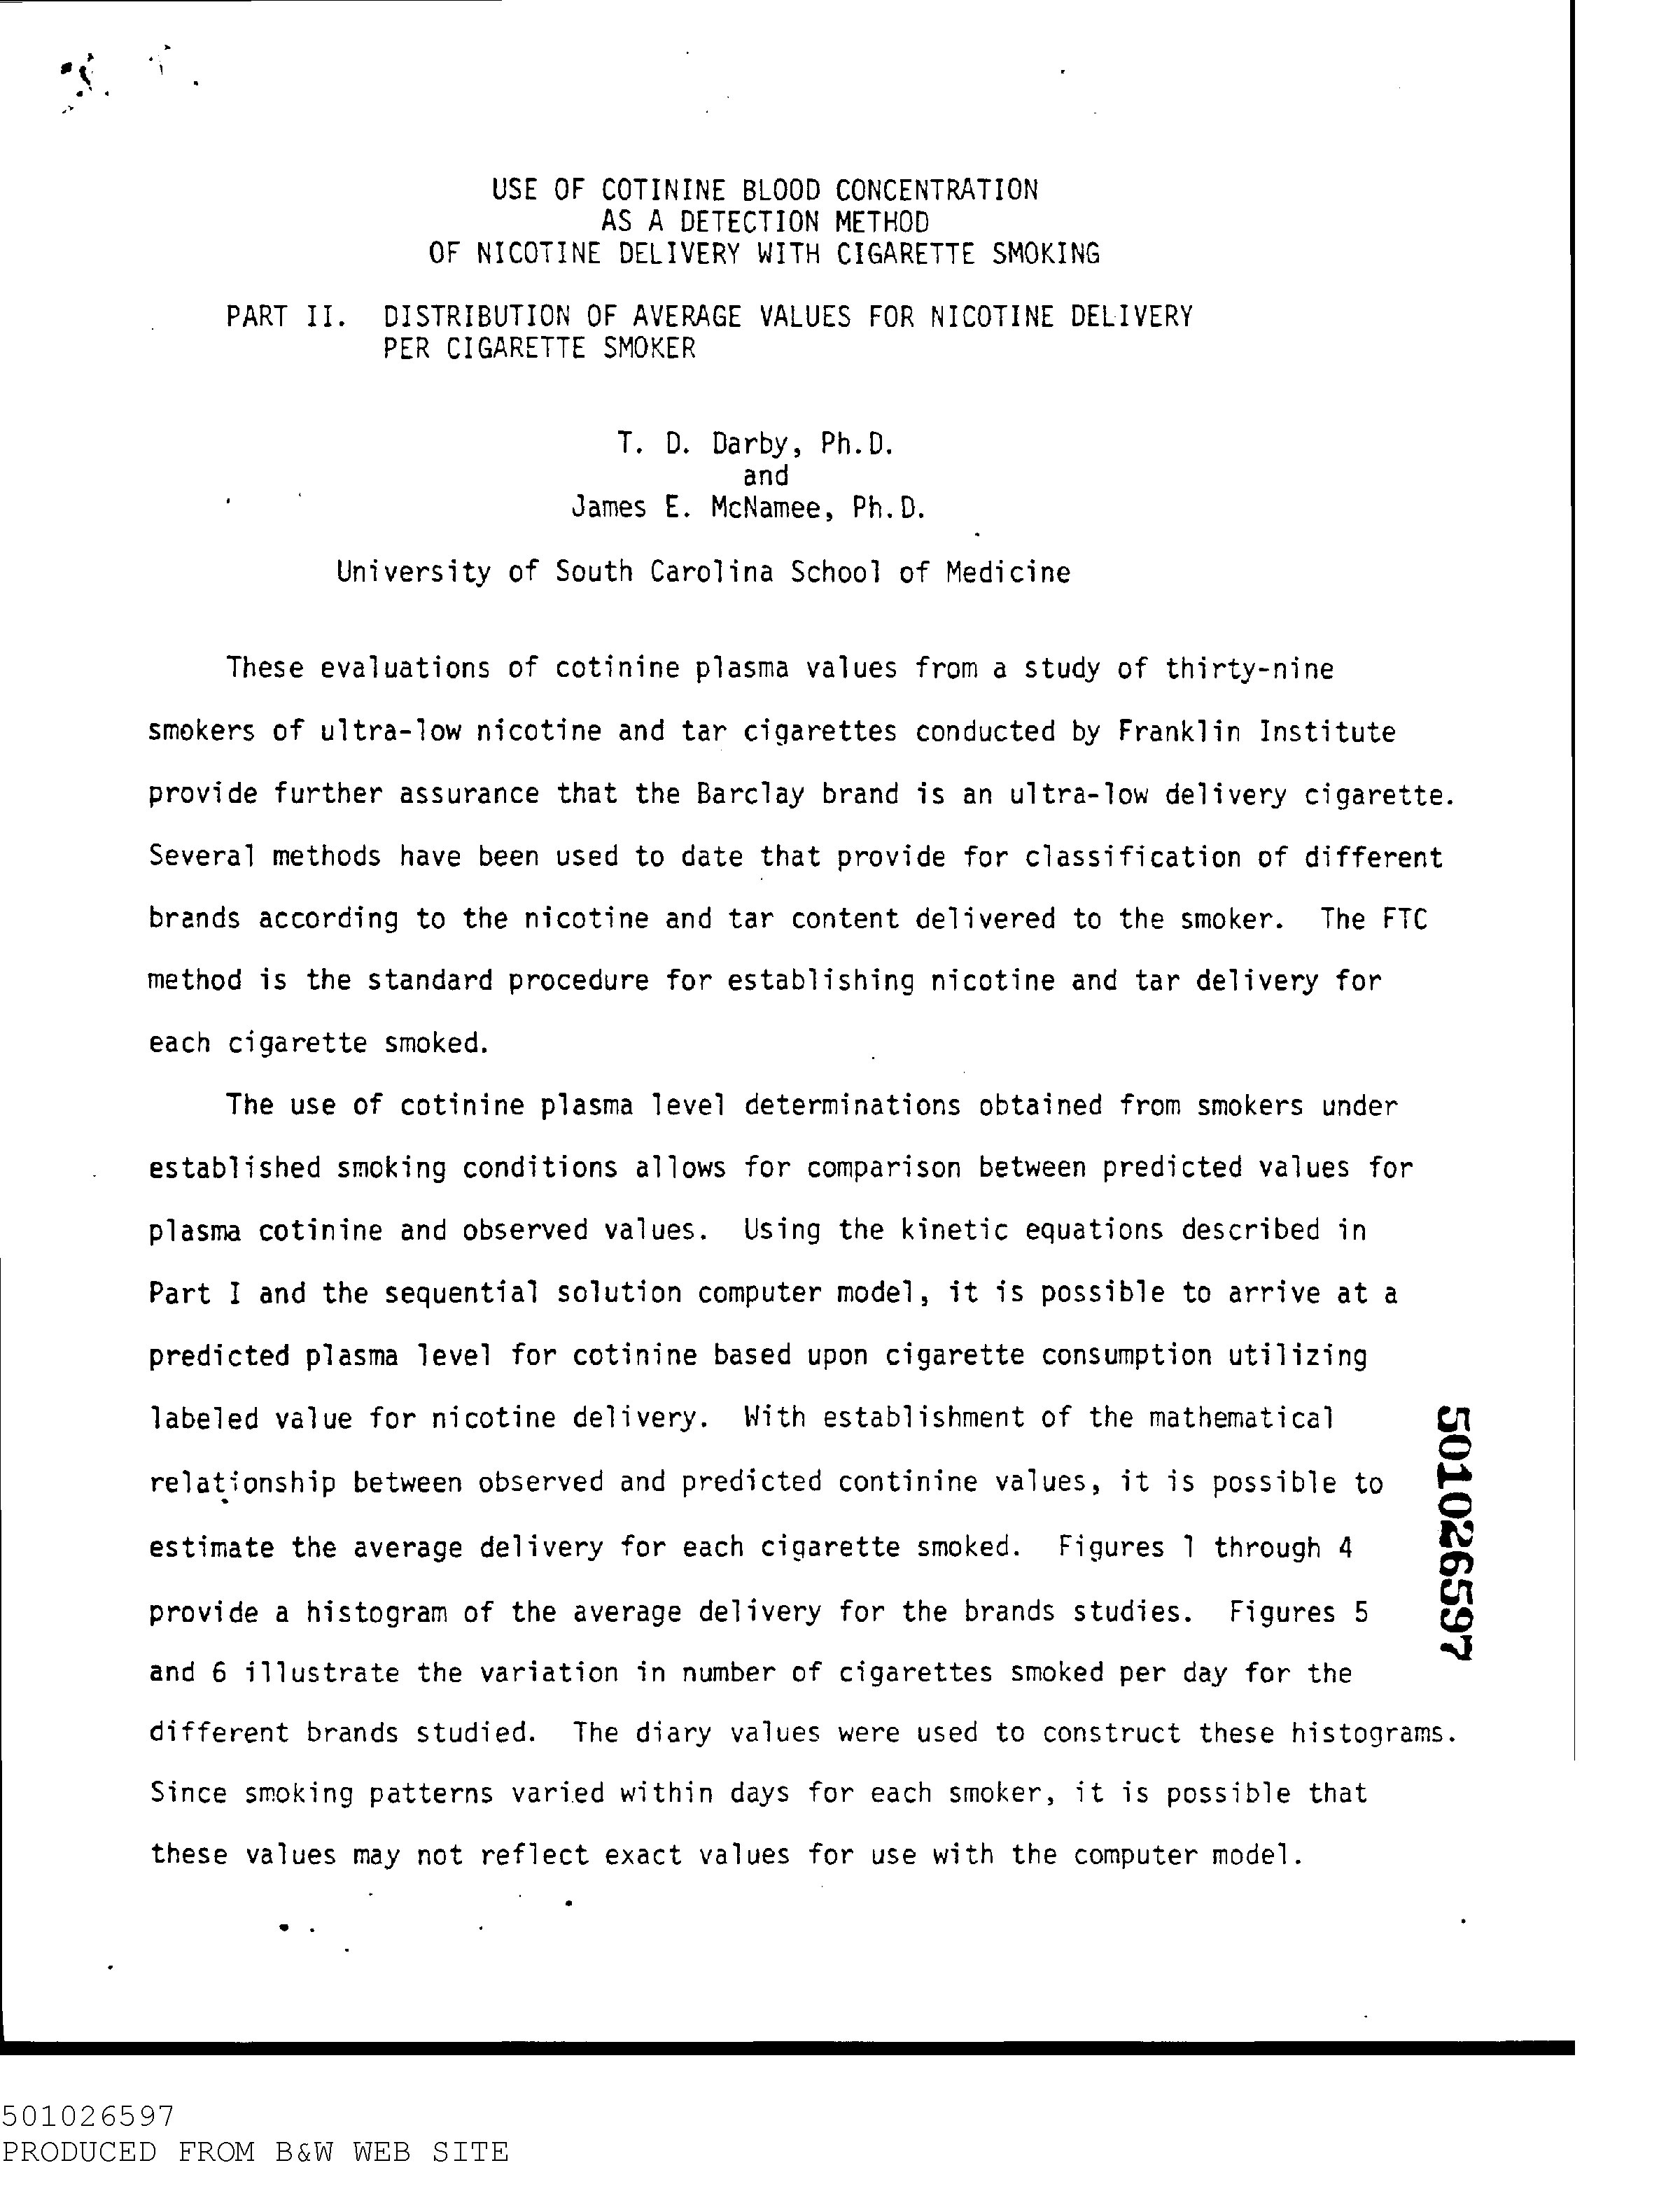 USE OF COTININE BLOOD CONCENTRATION
AS A DETECTION METHOD
OF NICOTINE DELIVERY WITH CIGARETTE SMOKING
PART II. DISTRIBUTION OF AVERAGE VALUES FOR NICOTINE DELIVERY
PER CIGARETTE SMOKER
T. D. Darby, Ph.D.
and
James E. McNamee, Ph.D.
University of South Carolina School of Medicine
These evaluations of cotinine plasma values from a study of thirty-nine
smokers of ultra-low nicotine and tar cigarettes conducted by Franklin Institute
provide further assurance that the Barclay brand is an ultra-low delivery cigarette.
Several methods have been used to date that provide for classification of different
brands according to the nicotine and tar content delivered to the smoker. The FTC
method is the standard procedure for establishing nicotine and tar delivery for
each cigarette smoked.
The use of cotinine plasma level determinations obtained from smokers under
established smoking conditions allows for comparison between predicted values for
plasma cotinine and observed values. Using the kinetic equations described in
Part I and the sequential solution computer model, it is possible to arrive at a
predicted plasma level for cotinine based upon cigarette consumption utilizing
labeled value for nicotine delivery. With establishment of the mathematical
relationship between observed and predicted continine values, it is possible to
estimate the average delivery for each cigarette smoked. Figures 1 through 4
provide a histogram of the average delivery for the brands studies. Figures 5
and 6 illustrate the variation in number of cigarettes smoked per day for the
different brands studied. The diary values were used to construct these histograms.
Since smoking patterns varied within days for each smoker, it is possible that
these values may not reflect exact values for use with the computer model.
501026597
501026597
PRODUCED FROM B&W WEB SITE